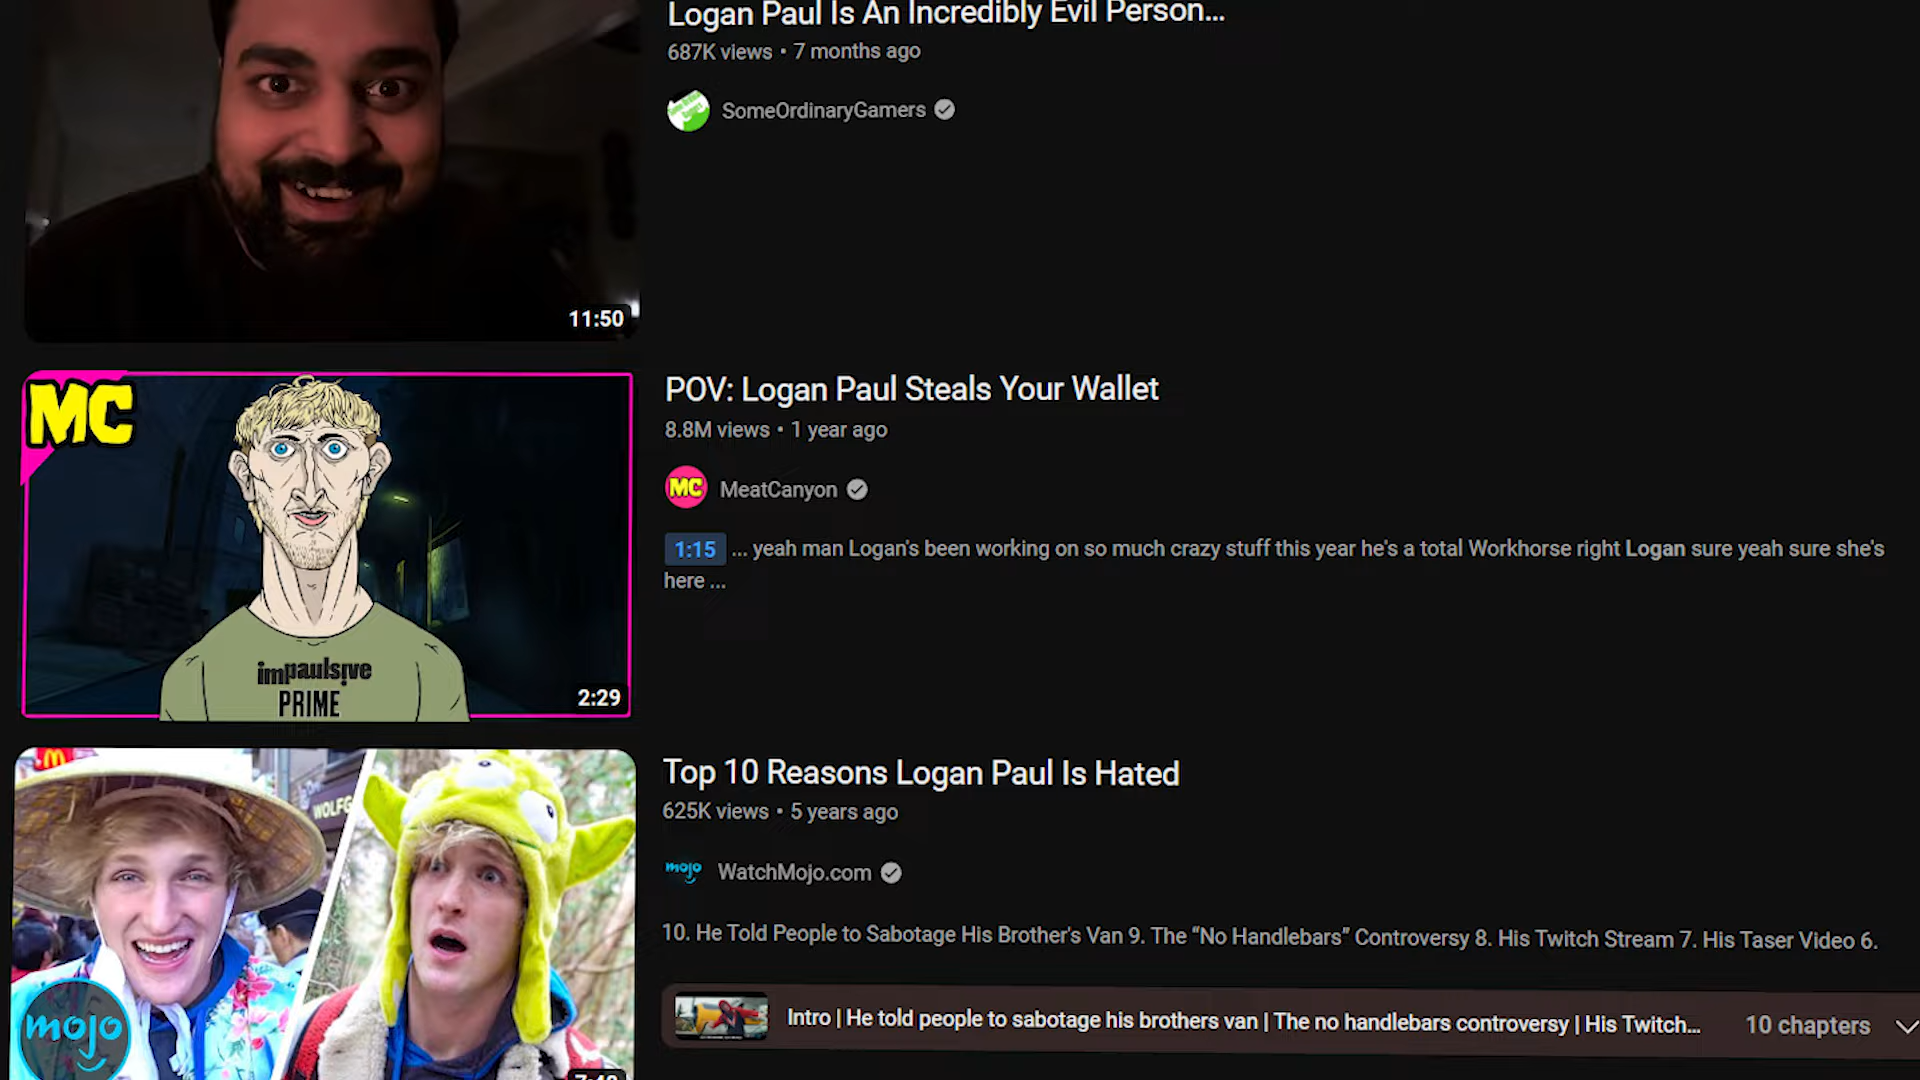 Logan Paul Is An Incredibly Evil Person...
687K views • 7 months ago
SomeOrdinaryGamers
11:50
MC
POV: Logan Paul Steals Your Wallet
8.8M views • 1 year ago
MC
MeatCanyon
1:15 ... yeah man Logan's been working on so much crazy stuff this year he's a total Workhorse right Logan sure yeah sure she's
here ...
impaulsive
PRIME
2:29
Top 10 Reasons Logan Paul Is Hated
625K views • 5 years ago
WOLFG
mojo
WatchMojo.com
10. He Told People to Sabotage His Brother's Van 9. The “No Handlebars” Controversy 8. His Twitch Stream 7. His Taser Video 6.
mojo
Intro | He told people to sabotage his brothers van | The no handlebars controversy | His Twitch...
10 chapters